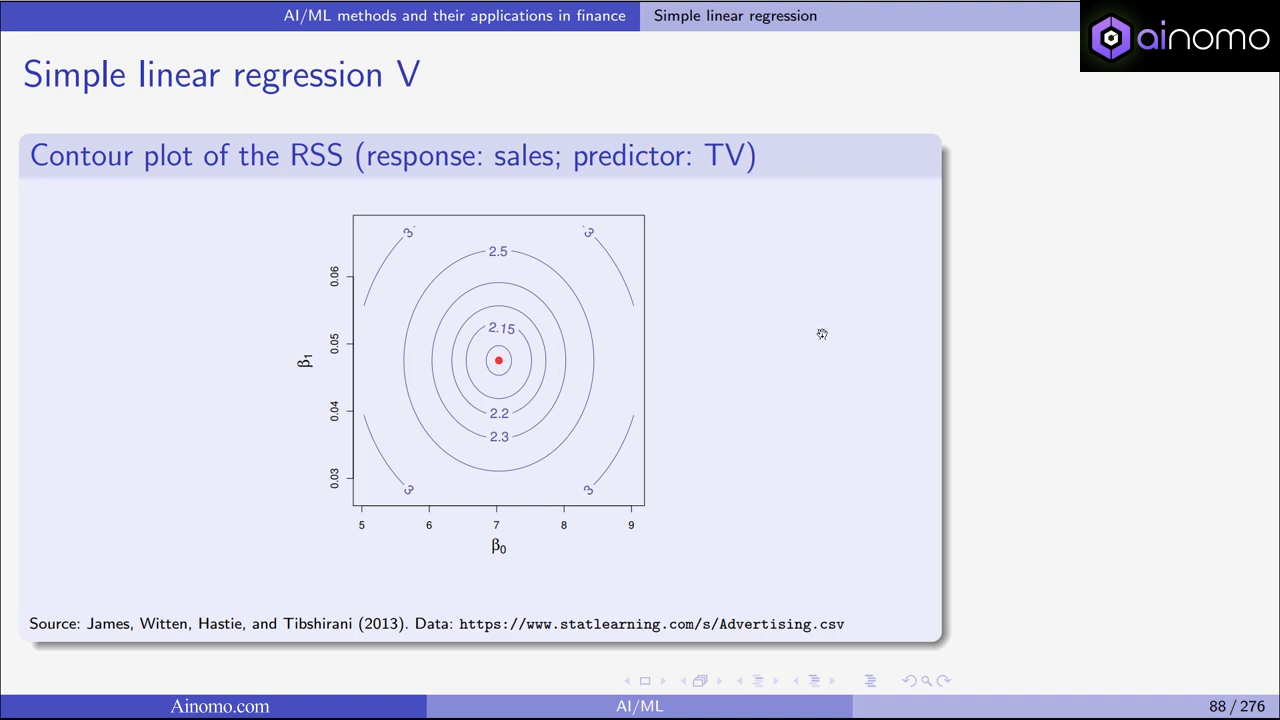 AI/ML methods and their applications in finance
Simple linear regression
ainomo
Simple linear regression V
Contour plot of the RSS (response: sales; predictor: TV)
3
3
2.5
2.15
2.2
2.3
3
3
0.06
0.05
0.04
0.03
β1
5 6 7 8 9
β0
Source: James, Witten, Hastie, and Tibshirani (2013). Data: https://www.statlearning.com/s/Advertising.csv
Ainomo.com
AI/ML
88 / 276